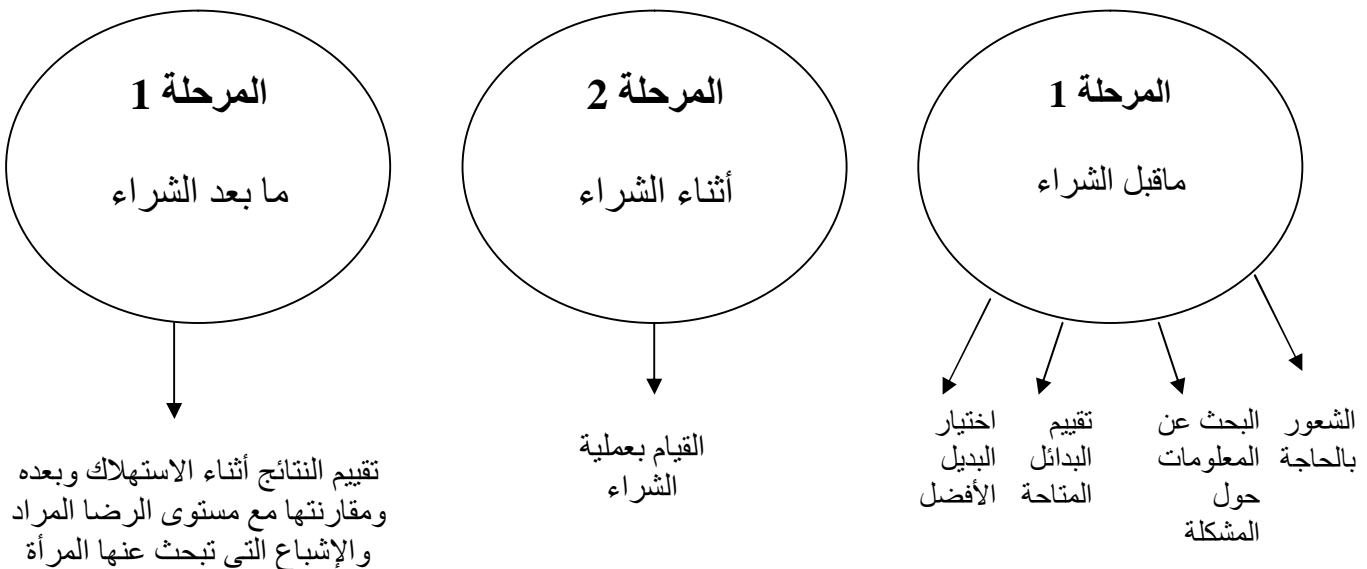 المرحلة 1
ماقبل الشراء
الشعور
بالحاجة
البحث عن
المعلومات
حول
المشكلة
تقييم
البدائل
المتاحة
اختيار
البديل
الأفضل
المرحلة 2
أثناء الشراء
القيام بعملية
الشراء
المرحلة 1
ما بعد الشراء
تقييم النتائج أثناء الاستهلاك وبعده
ومقارنتها مع مستوى الرضا المراد
والإشباع التي تبحث عنها المرأة